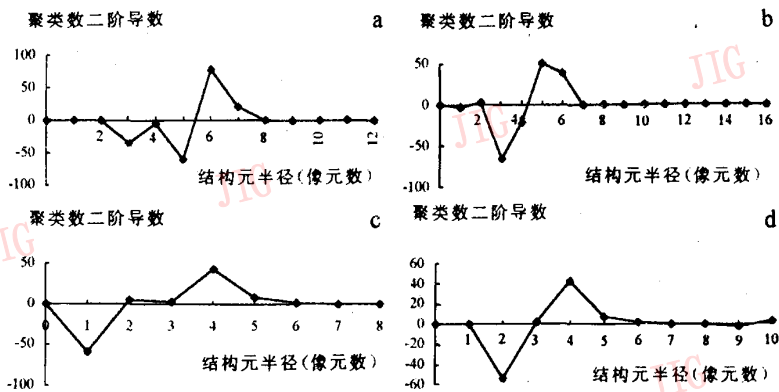 聚类数二阶导数 a
100
50
0
-50
-100
2 4 6 8 10 12
结构元半径(像元数)
聚类数二阶导数 b
50
0
-50
-100
2 4 6 8 10 12 14 16
结构元半径(像元数)
聚类数二阶导数 c
50
0
-50
-100
0 1 2 3 4 5 6 7 8
结构元半径(像元数)
聚类数二阶导数 d
60
40
20
0
-20
-40
-60
1 2 3 4 5 6 7 8 9 10
结构元半径(像元数)
JIG
JIG
JIG
JIG
JIG